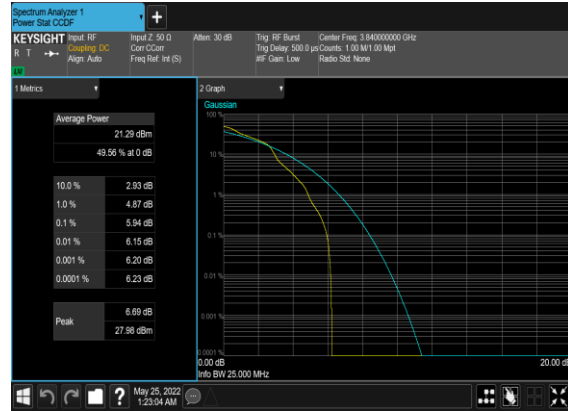 Spectrum Analyzer 1
Power Stat CCDF
KEYSIGHT
R T
LXI
Input: RF
Coupling: DC
Align: Auto
Input Z: 50 Ω
Corr CCorr
Freq Ref: Int (S)
Atten: 30 dB
Trig: RF Burst
Trig Delay: 500.0 µs
#IF Gain: Low
Center Freq: 3.840000000 GHz
Counts: 1.00 M/1.00 Mpt
Radio Std: None
1 Metrics
Average Power
21.29 dBm
49.56 % at 0 dB
10.0 % 2.93 dB
1.0 % 4.87 dB
0.1 % 5.94 dB
0.01 % 6.15 dB
0.001 % 6.20 dB
0.0001 % 6.23 dB
Peak
6.69 dB
27.98 dBm
2 Graph
Gaussian
100 %
10 %
1 %
0.1 %
0.01 %
0.001 %
0.0001 %
0.00 dB
20.00 dB
Info BW 25.000 MHz
?
May 25, 2022
1:23:04 AM